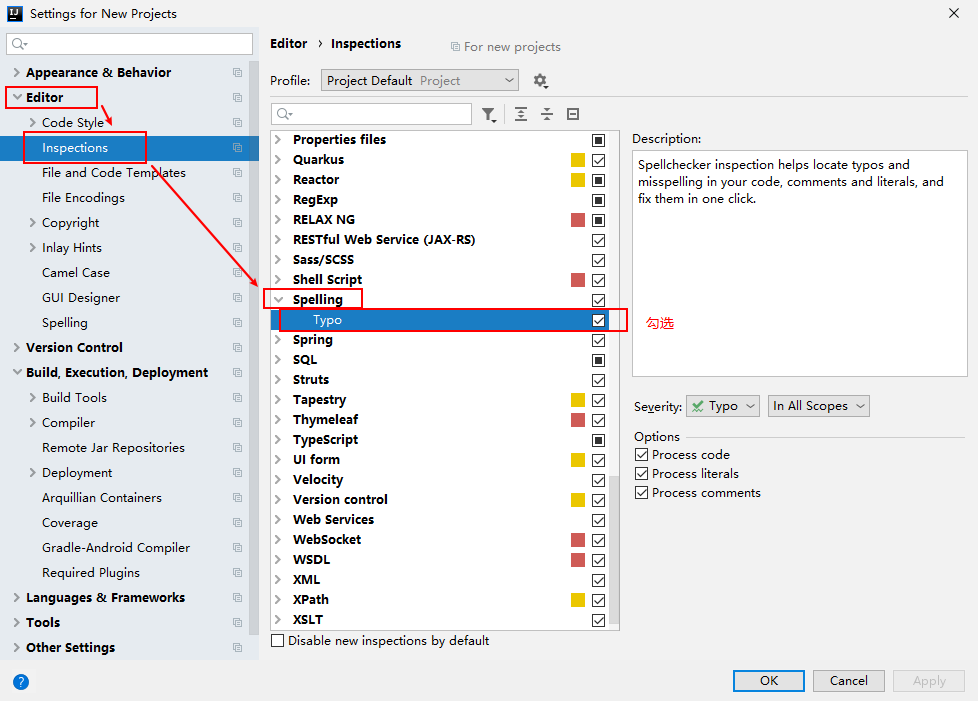 Settings for New Projects
Appearance & Behavior
Editor
Code Style
Inspections
File and Code Templates
File Encodings
Copyright
Inlay Hints
Camel Case
GUI Designer
Spelling
Version Control
Build, Execution, Deployment
Build Tools
Compiler
Remote Jar Repositories
Deployment
Arquillian Containers
Coverage
Gradle-Android Compiler
Required Plugins
Languages & Frameworks
Tools
Other Settings
Editor › Inspections For new projects
Profile: Project Default Project
Properties files
Quarkus
Reactor
RegExp
RELAX NG
RESTful Web Service (JAX-RS)
Sass/SCSS
Shell Script
Spelling
Typo
Spring
SQL
Struts
Tapestry
Thymeleaf
TypeScript
UI form
Velocity
Version control
Web Services
WebSocket
WSDL
XML
XPath
XSLT
Disable new inspections by default
Description:
Spellchecker inspection helps locate typos and
misspelling in your code, comments and literals, and
fix them in one click.
勾选
Severity: Typo In All Scopes
Options
Process code
Process literals
Process comments
? OK Cancel Apply